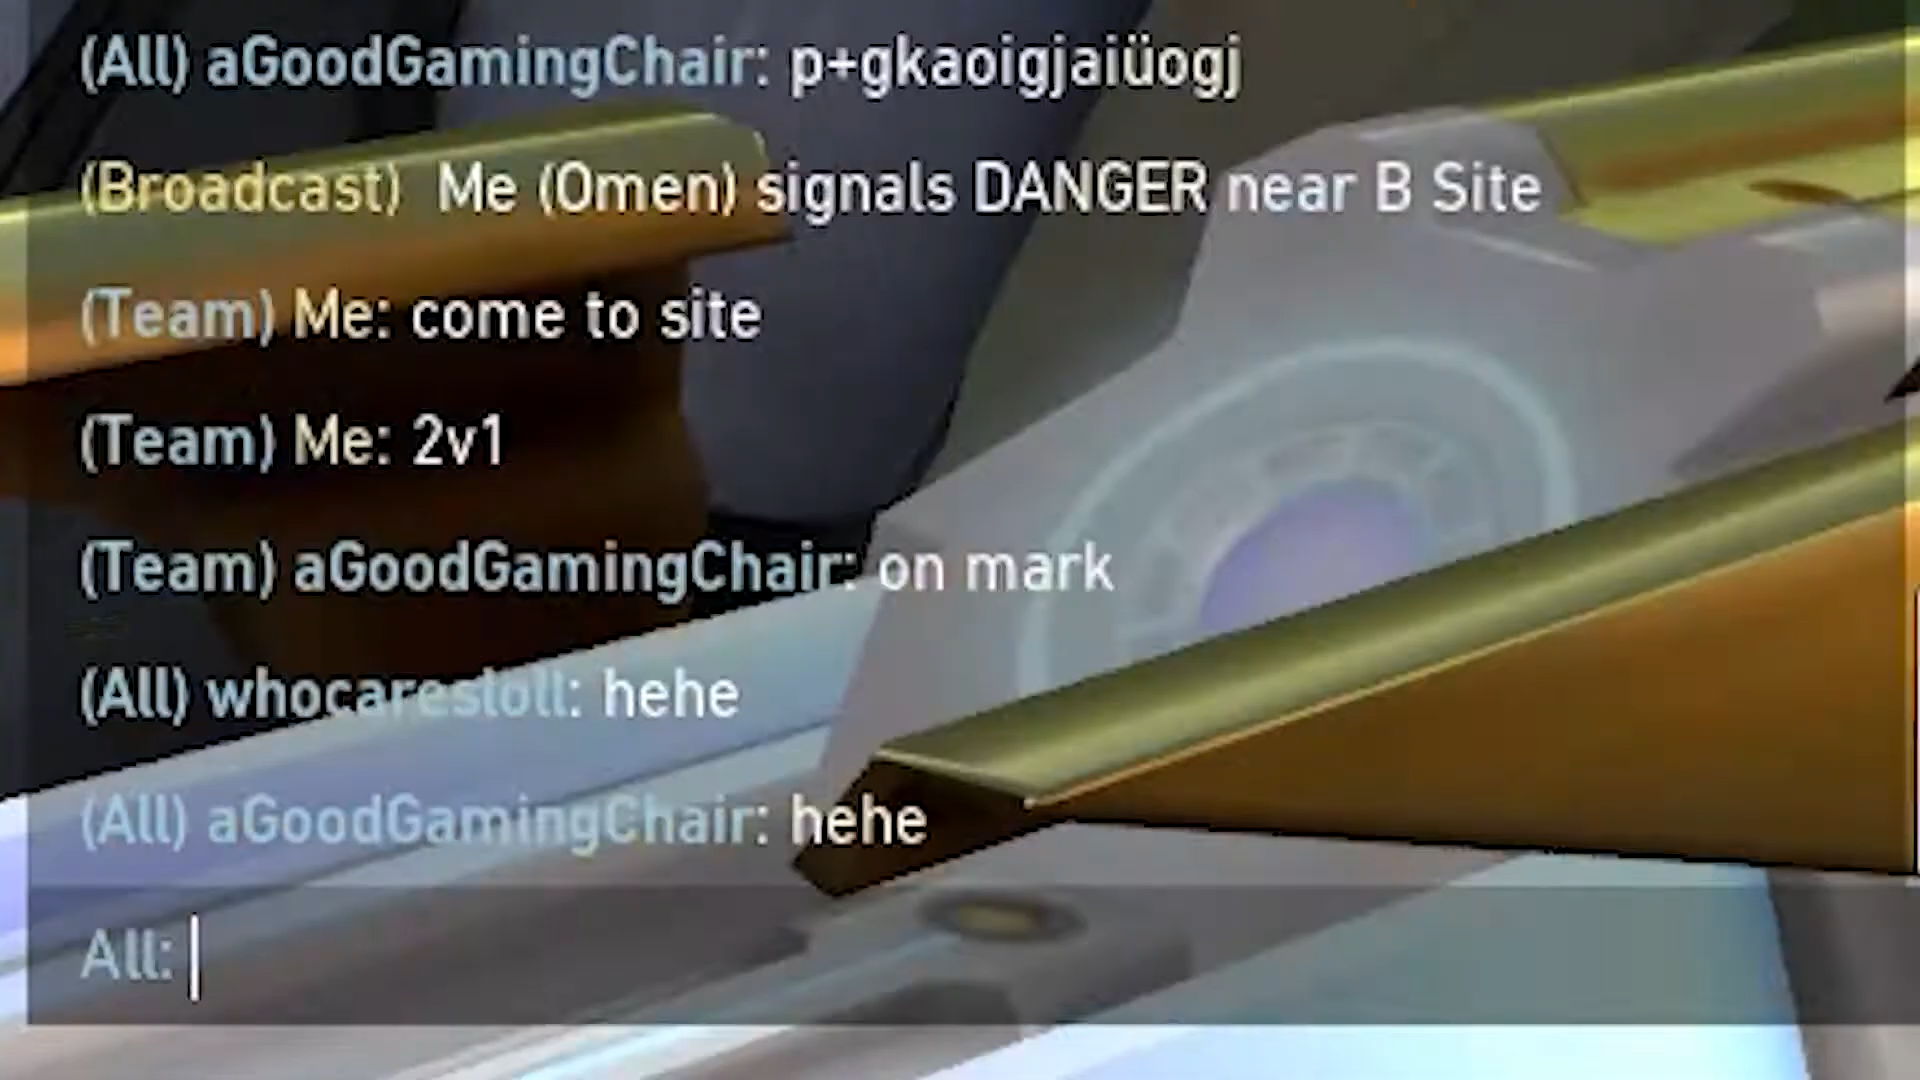 (All) aGoodGamingChair: p+gkaoigjaiüogj
(Broadcast) Me (Omen) signals DANGER near B Site
(Team) Me: come to site
(Team) Me: 2v1
(Team) aGoodGamingChair: on mark
(All) whocaresloll: hehe
(All) aGoodGamingChair: hehe
All: